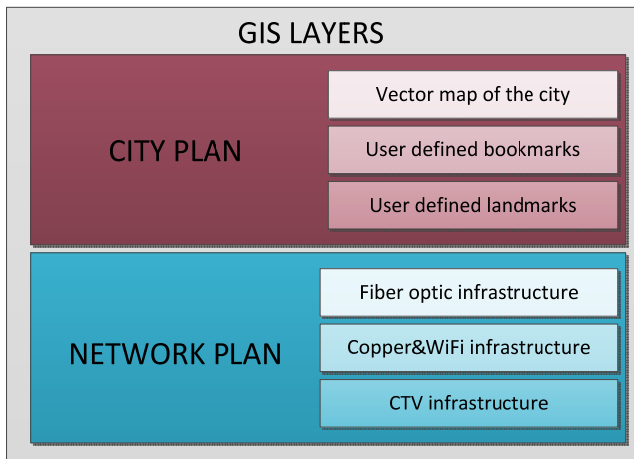 GIS LAYERS
CITY PLAN
Vector map of the city
User defined bookmarks
User defined landmarks
NETWORK PLAN
Fiber optic infrastructure
Copper&WiFi infrastructure
CTV infrastructure